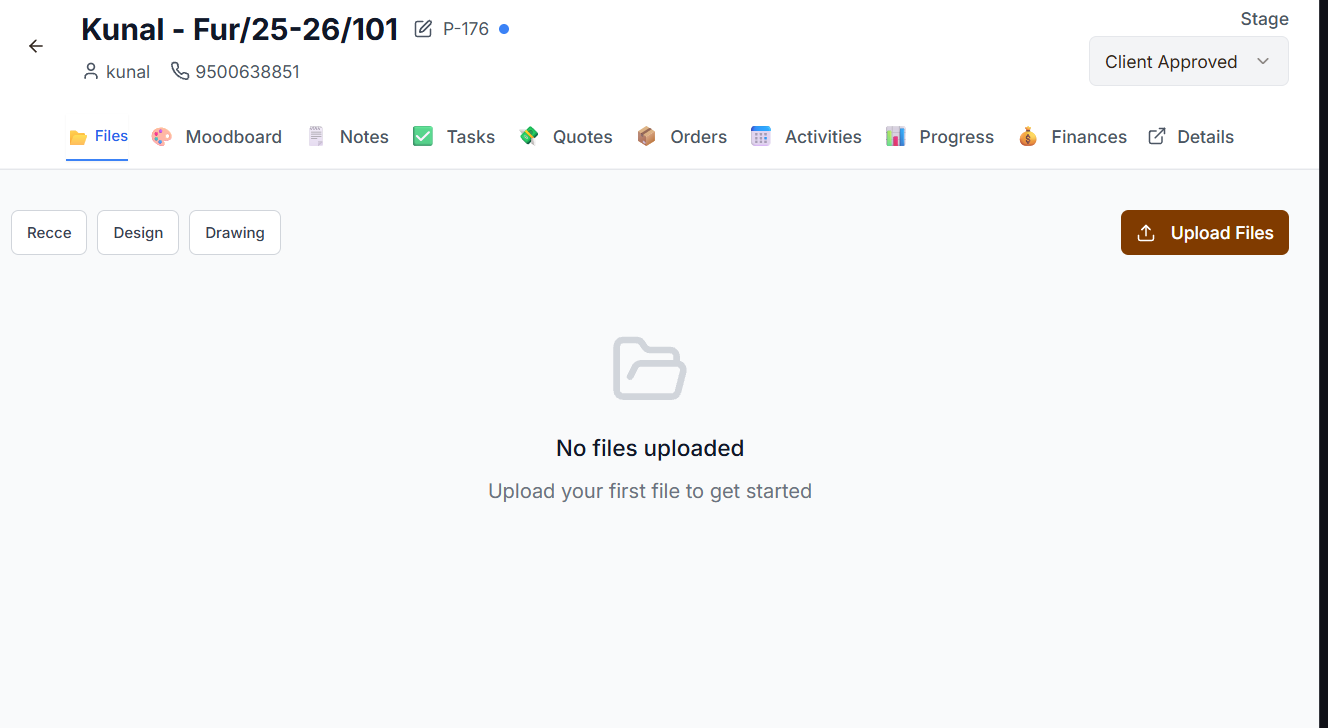 Kunal - Fur/25-26/101 P-176
kunal 9500638851
Stage
Client Approved
Files Moodboard Notes Tasks Quotes Orders Activities Progress Finances Details
Recce Design Drawing Upload Files
No files uploaded
Upload your first file to get started